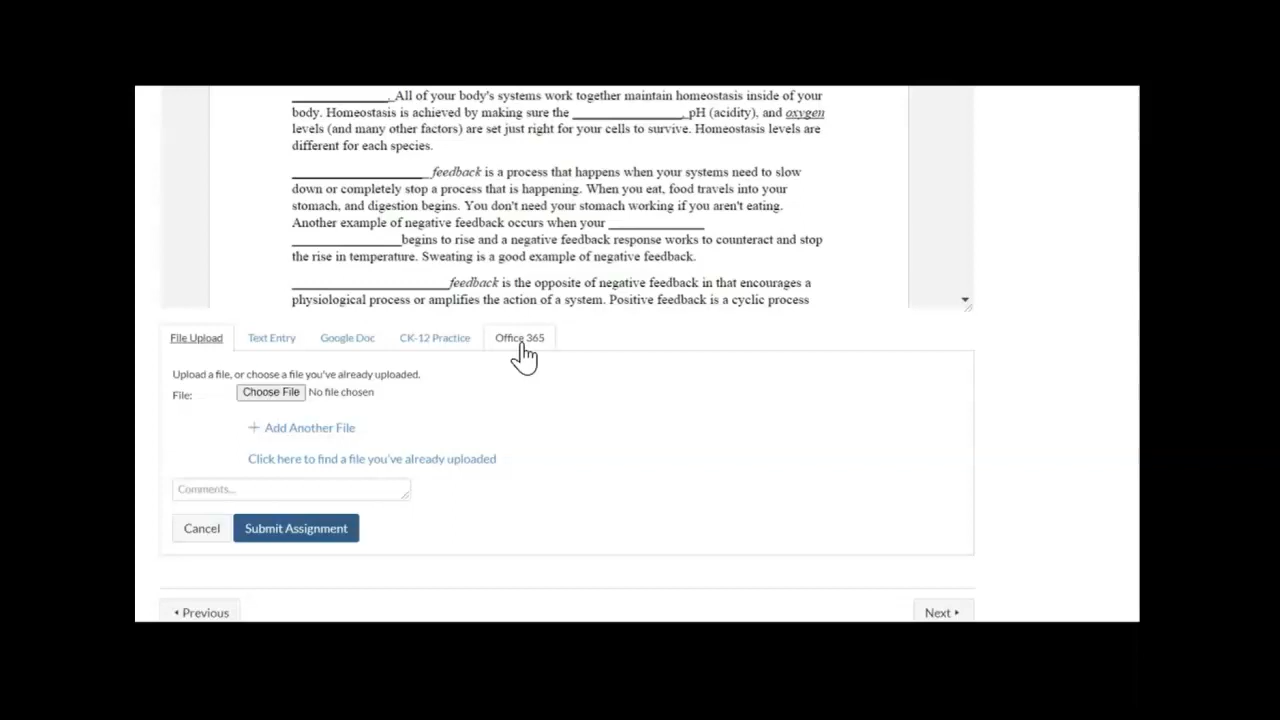 ______________. All of your body's systems work together maintain homeostasis inside of your
body. Homeostasis is achieved by making sure the ________________, pH (acidity), and oxygen
levels (and many other factors) are set just right for your cells to survive. Homeostasis levels are
different for each species.
___________________ feedback is a process that happens when your systems need to slow
down or completely stop a process that is happening. When you eat, food travels into your
stomach, and digestion begins. You don't need your stomach working if you aren't eating.
Another example of negative feedback occurs when your ______________
________________begins to rise and a negative feedback response works to counteract and stop
the rise in temperature. Sweating is a good example of negative feedback.
_______________________feedback is the opposite of negative feedback in that encourages a
physiological process or amplifies the action of a system. Positive feedback is a cyclic process
File Upload Text Entry Google Doc CK-12 Practice Office 365
Upload a file, or choose a file you've already uploaded.
File: Choose File No file chosen
+ Add Another File
Click here to find a file you've already uploaded
Comments...
Cancel Submit Assignment
Previous Next